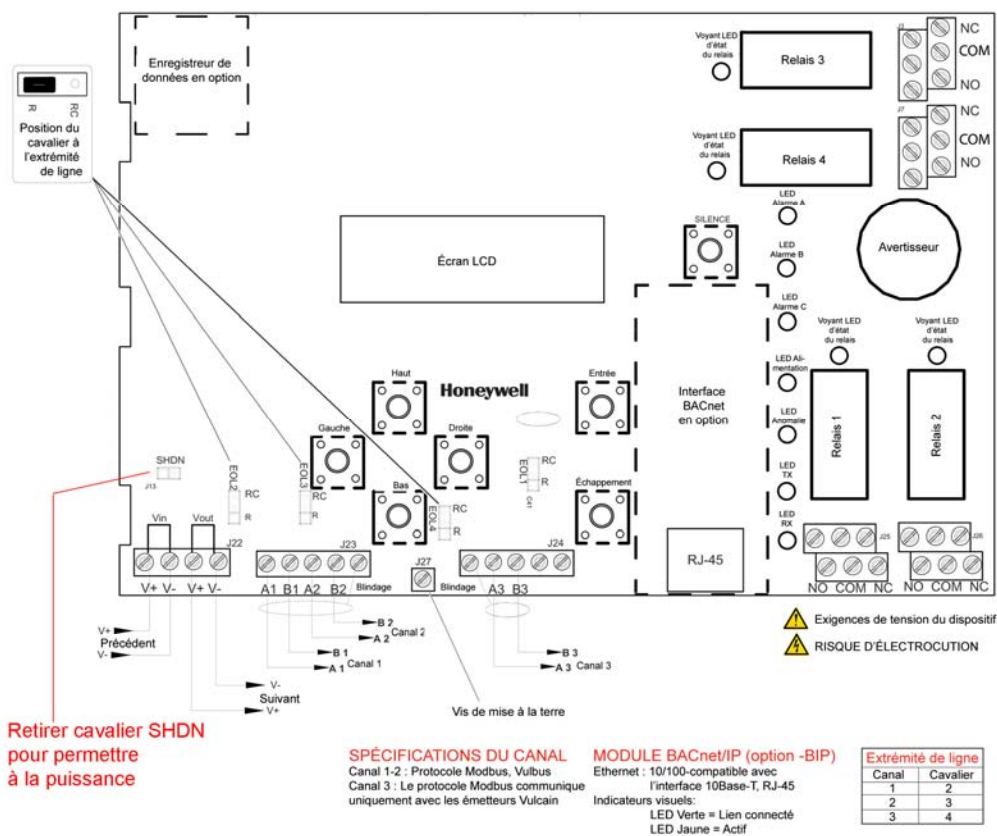 Enregistreur de
données en option
R
RC
Position du
cavalier à
l'extrémité
de ligne
Voyant LED
d'état
du relais
Relais 3
J3
NC
COM
NO
Voyant LED
d'état
du relais
Relais 4
J7
NC
COM
NO
LED
Alarme A
SILENCE
Écran LCD
Avertisseur
LED
Alarme B
LED
Alarme C
Voyant LED
d'état
du relais
Voyant LED
d'état
du relais
LED Ali-
mentation
Haut
Honeywell
Entrée
Interface
BACnet
en option
Relais 1
Relais 2
LED
Anomalie
Gauche
Droite
SHDN
J13
EOL2
RC
R
EOL3
RC
R
EOL1
RC
R
C41
LED
TX
Bas
EOL4
RC
R
Échappement
LED
RX
Vin
Vout
J22
J23
J27
J24
RJ-45
J25
J26
V+ V- V+ V-
A1 B1 A2 B2 Blindage
Blindage A3 B3
NO COM NC
NO COM NC
V+
Précédent
V-
B 2
A 2 Canal 2
B 1
A 1 Canal 1
B 3
A 3 Canal 3
Exigences de tension du dispositif
RISQUE D'ÉLECTROCUTION
V-
Suivant
V+
Vis de mise à la terre
Retirer cavalier SHDN
pour permettre
à la puissance
SPÉCIFICATIONS DU CANAL
Canal 1-2 : Protocole Modbus, Vulbus
Canal 3 : Le protocole Modbus communique
uniquement avec les émetteurs Vulcain
MODULE BACnet/IP (option -BIP)
Ethernet : 10/100-compatible avec
l'interface 10Base-T, RJ-45
Indicateurs visuels:
LED Verte = Lien connecté
LED Jaune = Actif
Extrémité de ligne
Canal Cavalier
1 2
2 3
3 4